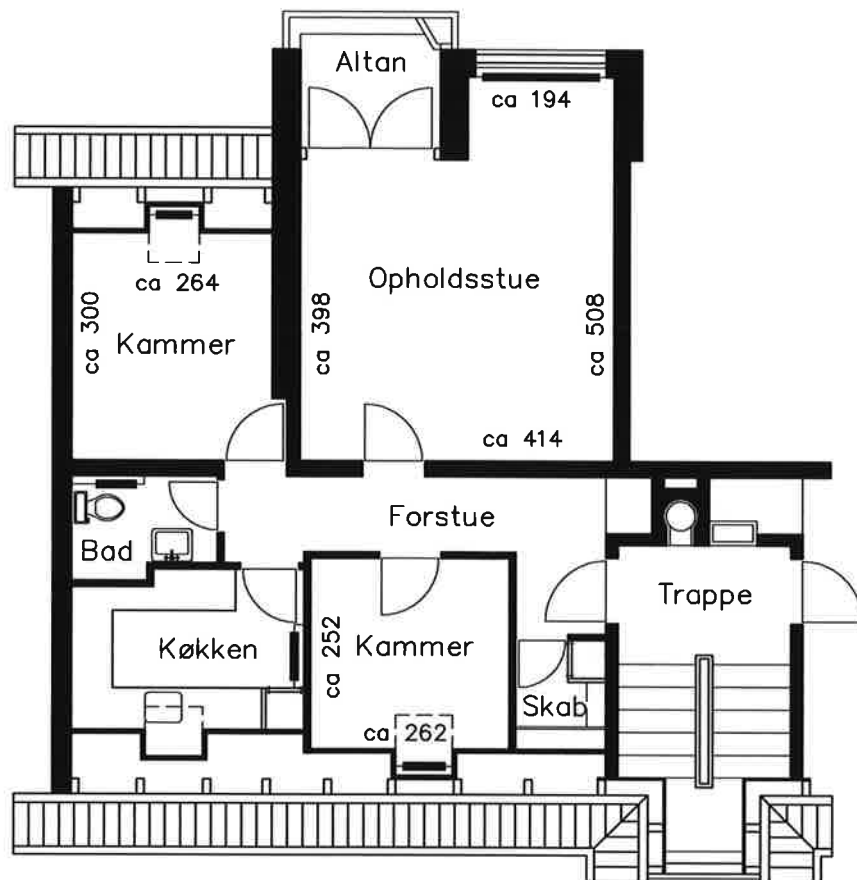 Altan
ca 194
ca 264
ca 300
Kammer
Opholdsstue
ca 398
ca 508
ca 414
Forstue
Bad
Trappe
Køkken
Kammer
ca 252
ca 262
Skab